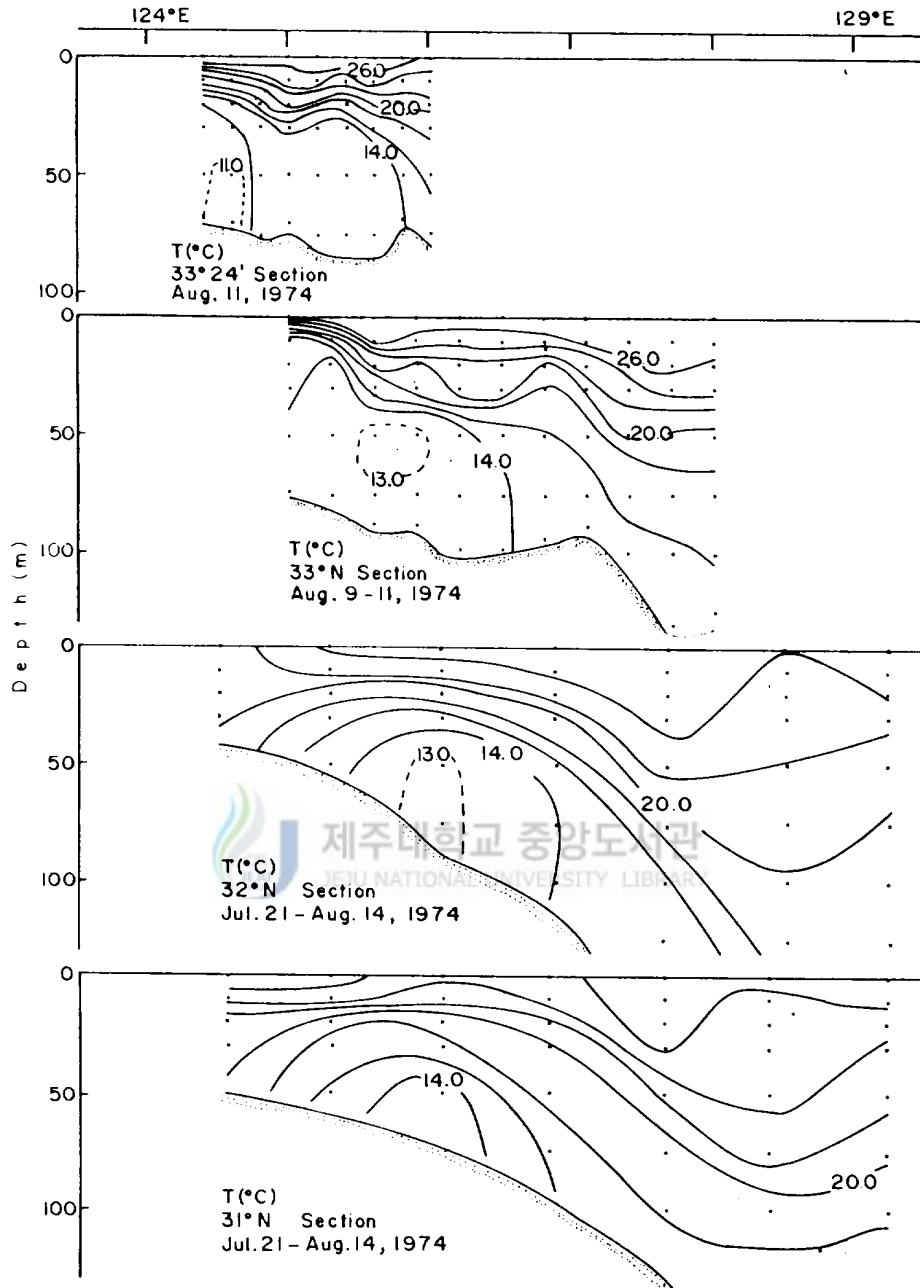 124°E 129°E
0
26.0
20.0
14.0
50
11.0
T(°C)
33°24' Section
Aug. 11, 1974
100
0
26.0
20.0
50
14.0
13.0
100
T(°C)
33°N Section
Aug. 9-11, 1974
Depth (m)
0
50
13.0 14.0
20.0
제주대학교 중앙도서관
JEJU NATIONAL UNIVERSITY LIBRARY
100
T(°C)
32°N Section
Jul. 21-Aug. 14, 1974
0
50
14.0
20.0
100
T(°C)
31°N Section
Jul. 21-Aug. 14, 1974